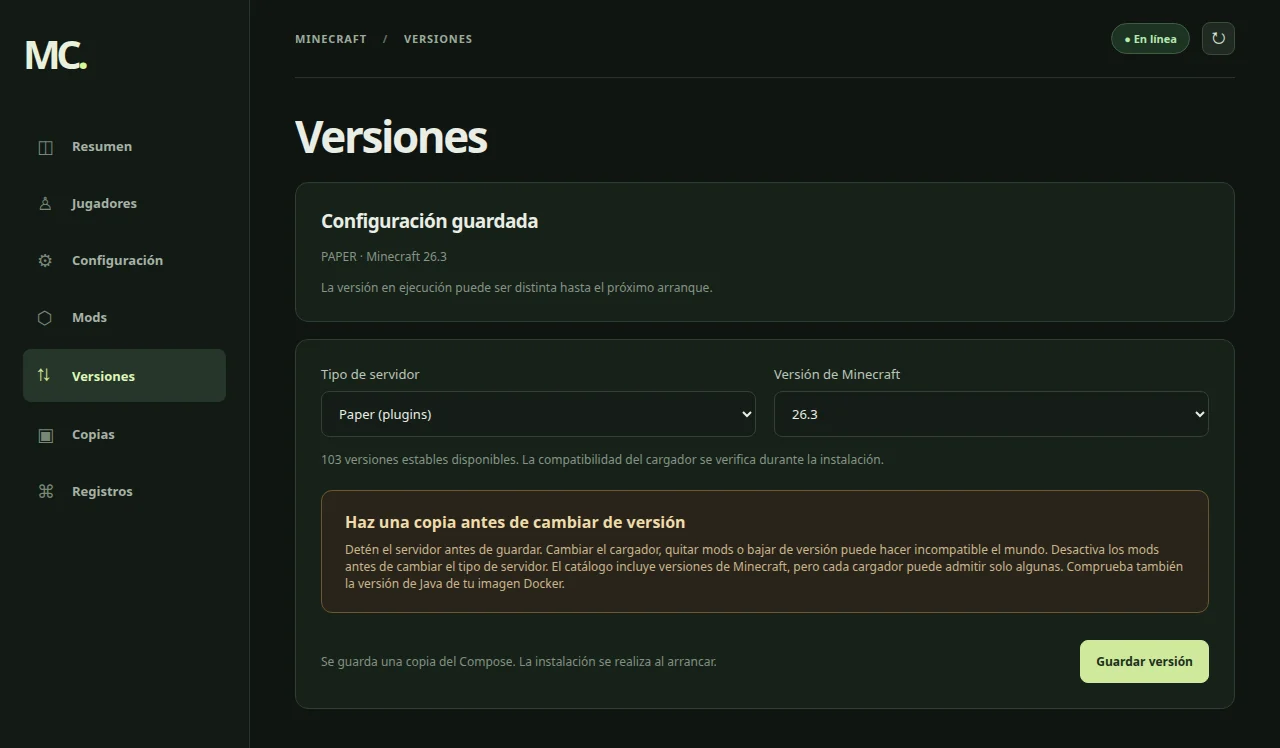 MC.
MINECRAFT / VERSIONES
● En línea
Resumen
Jugadores
Configuración
Mods
Versiones
Copias
Registros
Versiones
Configuración guardada
PAPER · Minecraft 26.3
La versión en ejecución puede ser distinta hasta el próximo arranque.
Tipo de servidor
Versión de Minecraft
Paper (plugins)
26.3
103 versiones estables disponibles. La compatibilidad del cargador se verifica durante la instalación.
Haz una copia antes de cambiar de versión
Detén el servidor antes de guardar. Cambiar el cargador, quitar mods o bajar de versión puede hacer incompatible el mundo. Desactiva los mods
antes de cambiar el tipo de servidor. El catálogo incluye versiones de Minecraft, pero cada cargador puede admitir solo algunas. Comprueba también
la versión de Java de tu imagen Docker.
Se guarda una copia del Compose. La instalación se realiza al arrancar.
Guardar versión